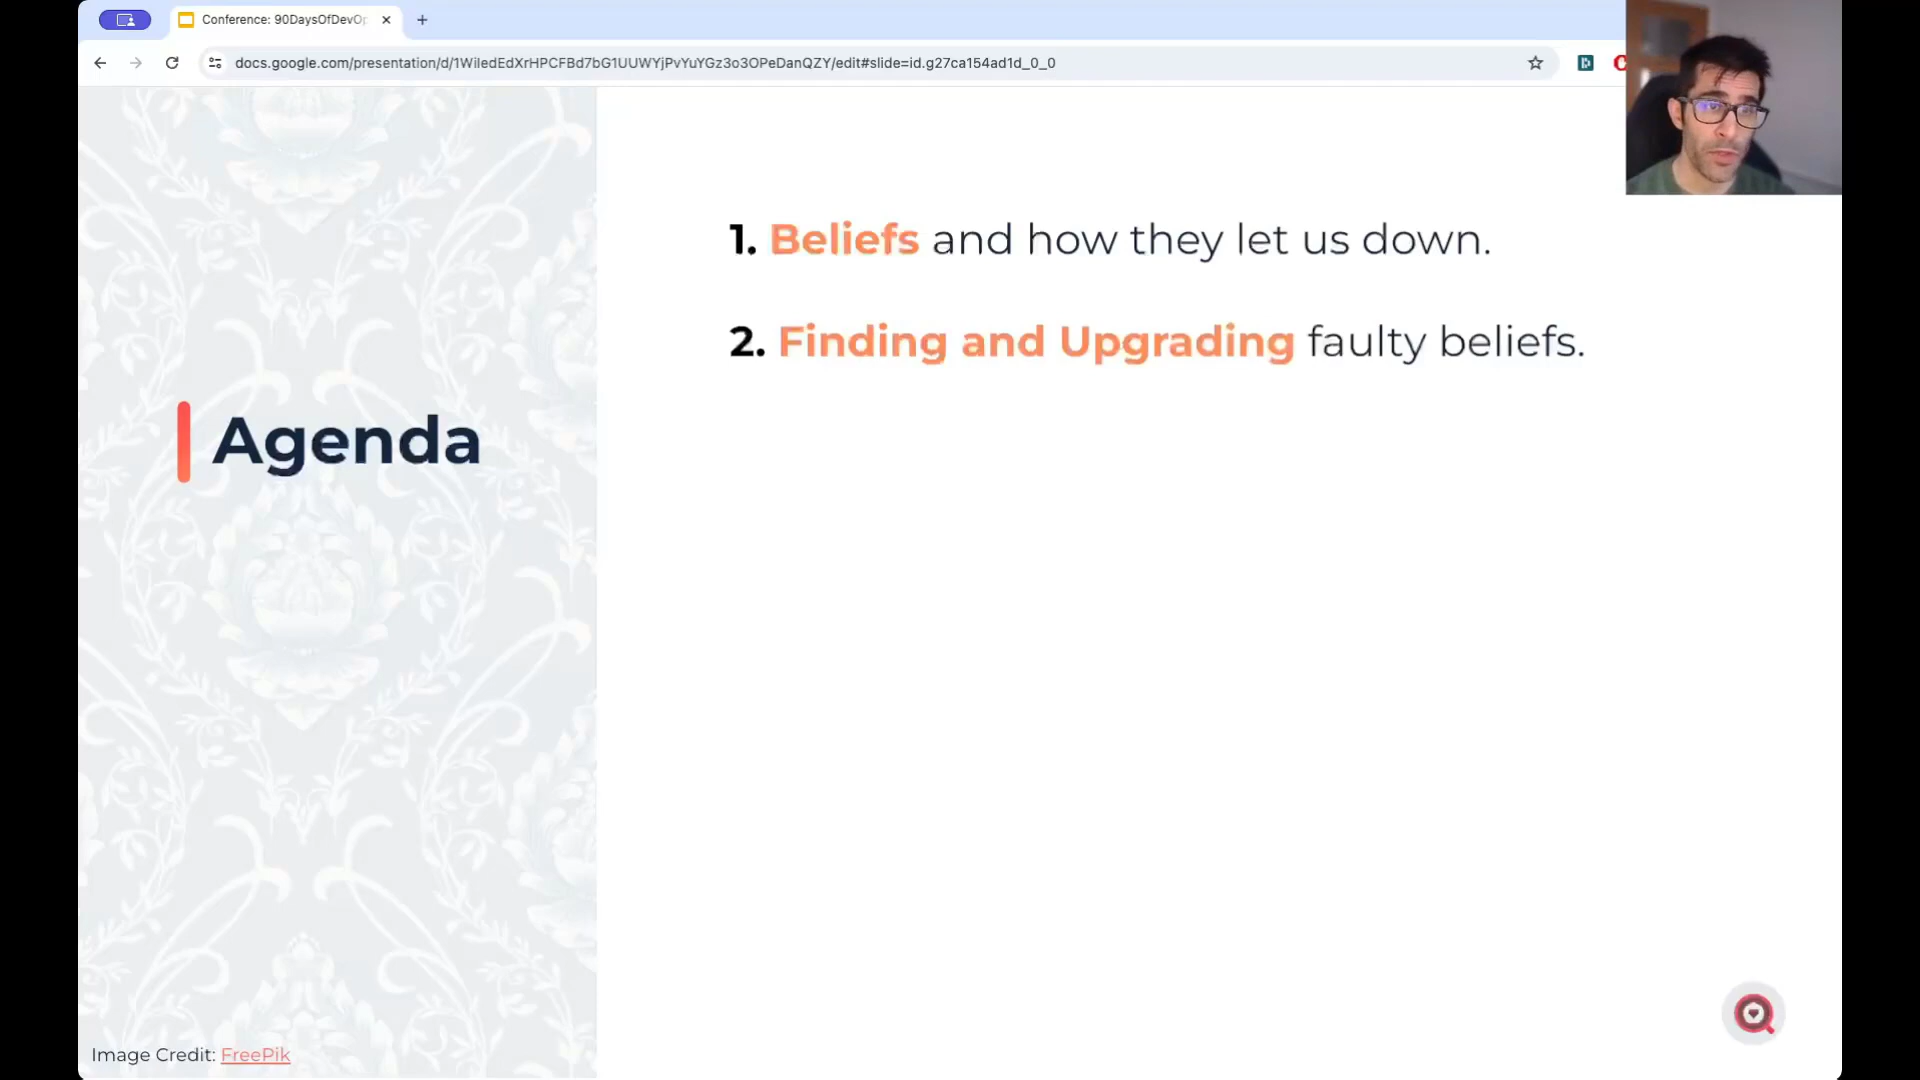 Conference: 90DaysOfDevOp
docs.google.com/presentation/d/1WiledEdXrHPCFBd7bG1UUWYjPvYuYGz3o3OPeDanQZY/edit#slide=id.g27ca154ad1d_0_0
1. Beliefs and how they let us down.
2. Finding and Upgrading faulty beliefs.
Agenda
Image Credit: FreePik